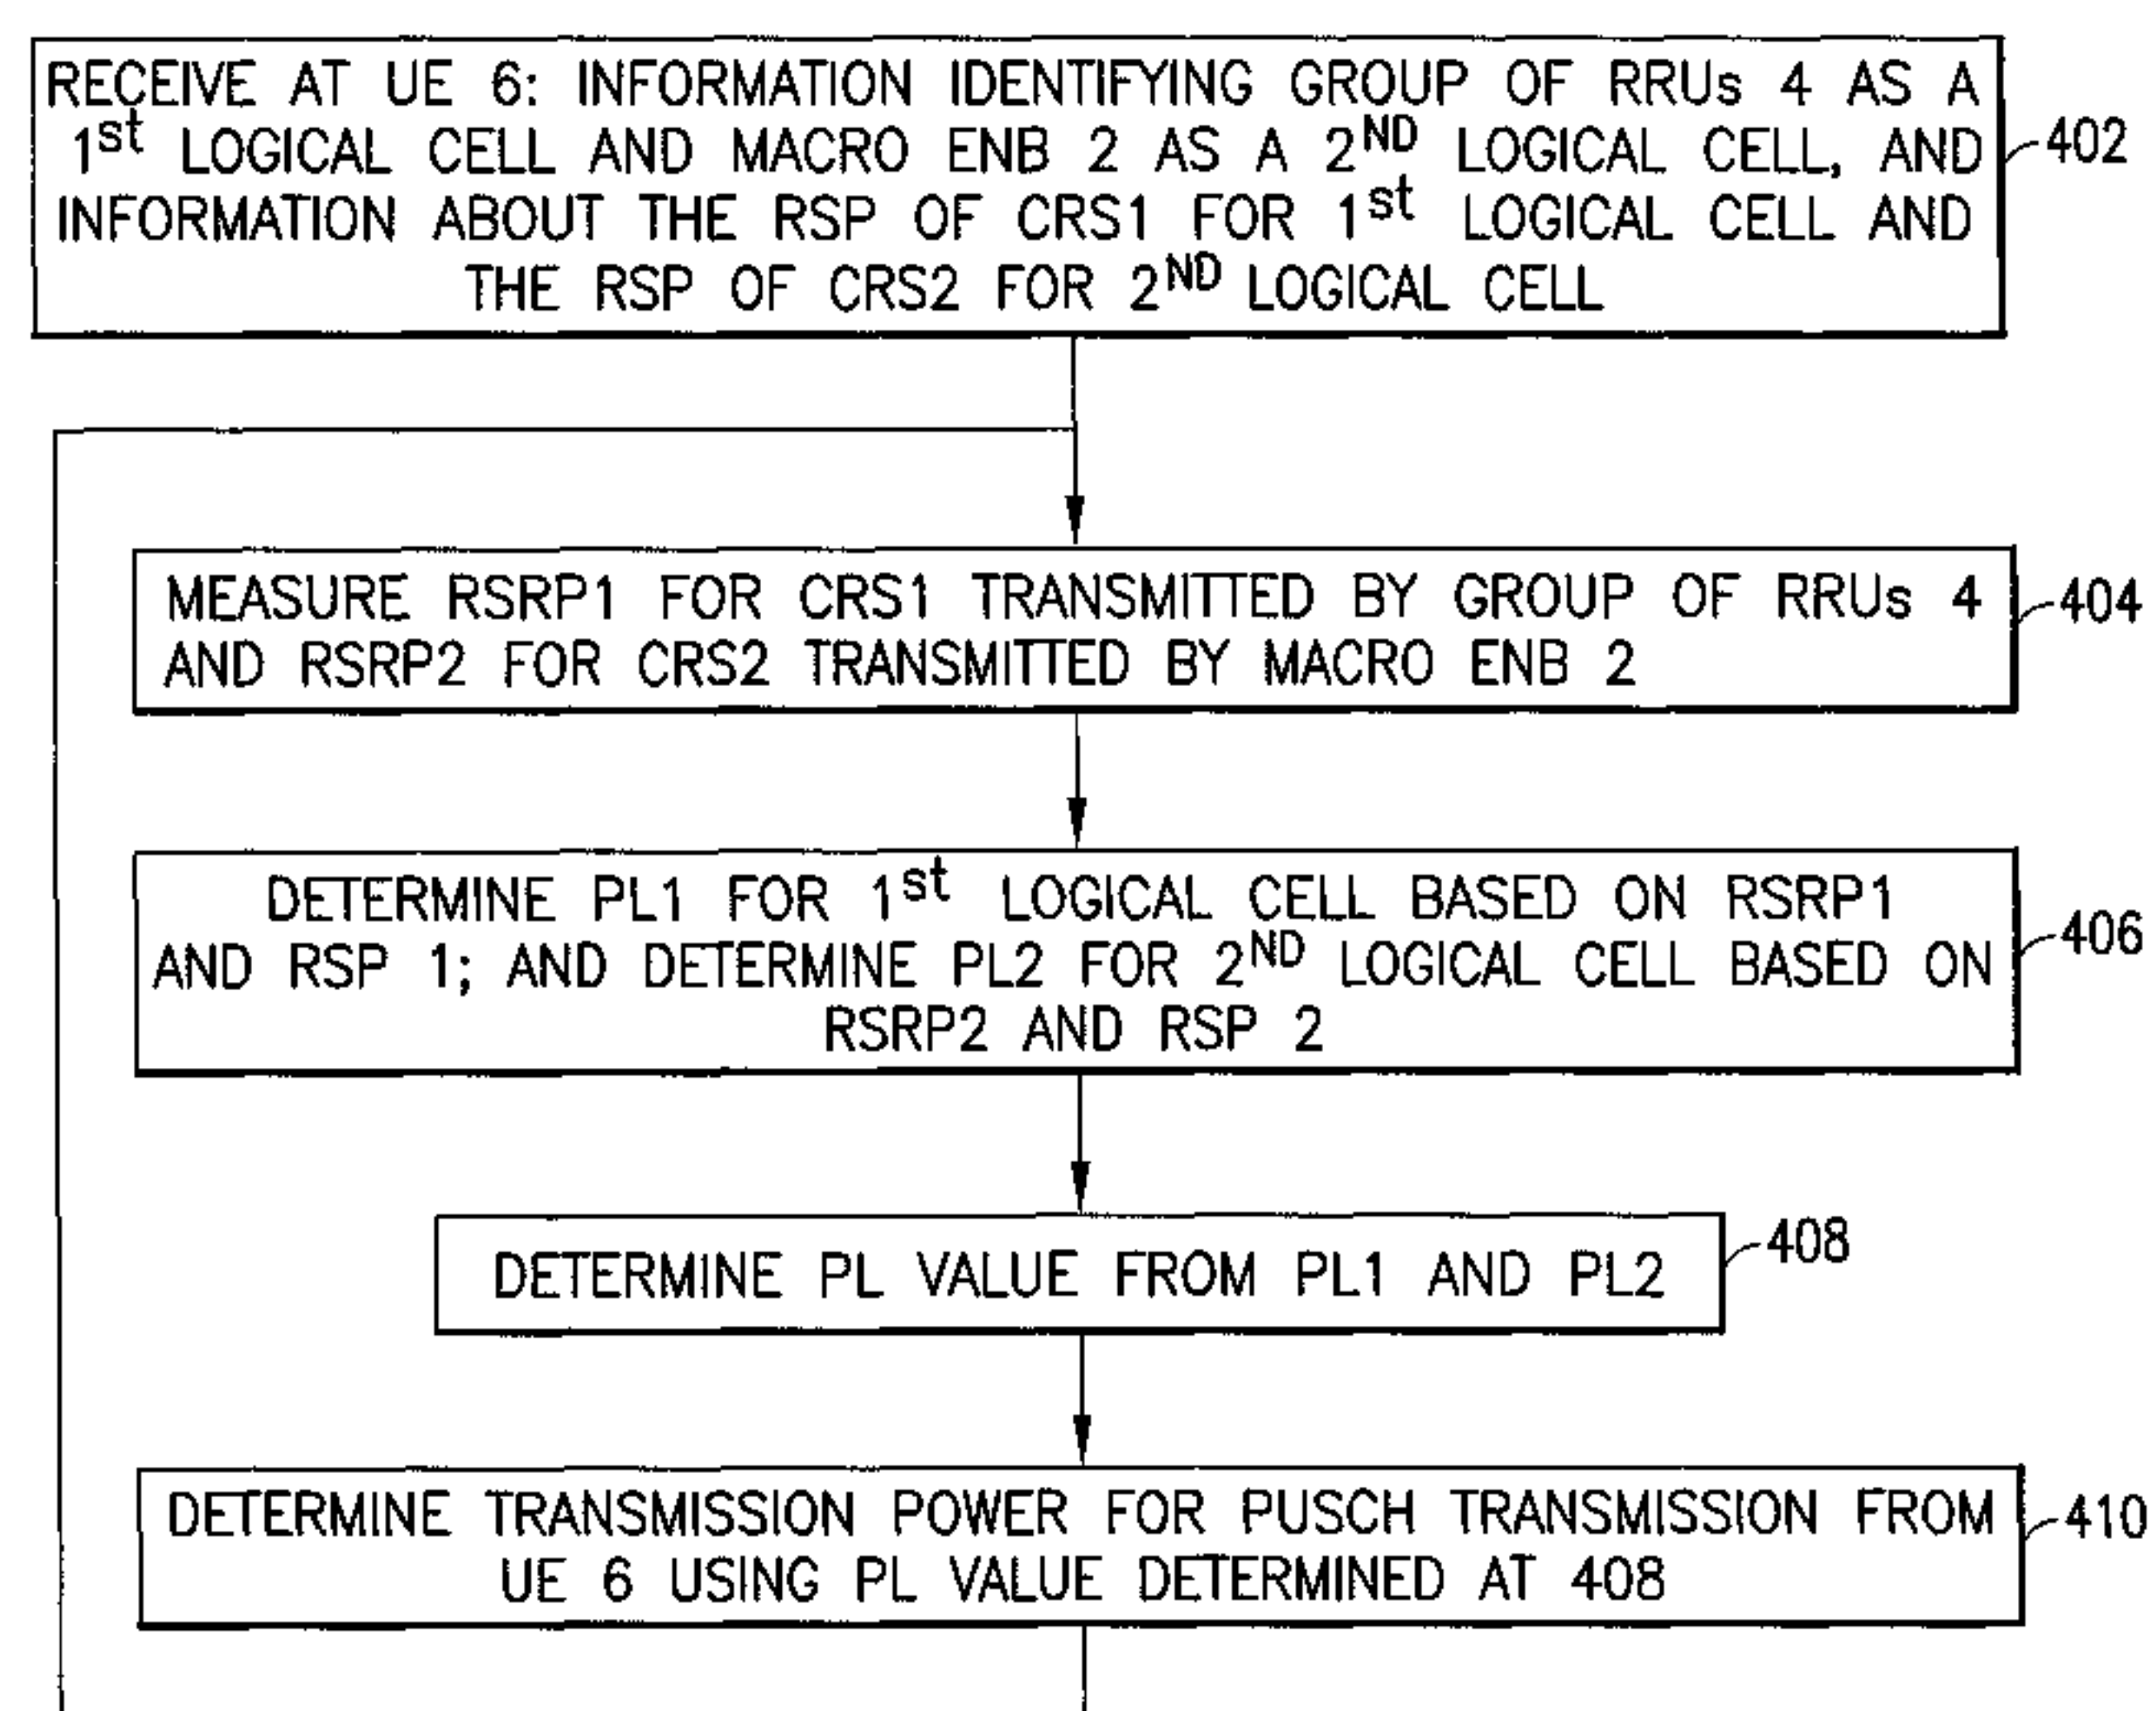 RECEIVE AT UE 6: INFORMATION IDENTIFYING GROUP OF RRUs 4 AS A
1st LOGICAL CELL AND MACRO ENB 2 AS A 2ND LOGICAL CELL, AND
INFORMATION ABOUT THE RSP OF CRS1 FOR 1st LOGICAL CELL AND
THE RSP OF CRS2 FOR 2ND LOGICAL CELL
402
MEASURE RSRP1 FOR CRS1 TRANSMITTED BY GROUP OF RRUs 4
AND RSRP2 FOR CRS2 TRANSMITTED BY MACRO ENB 2
404
DETERMINE PL1 FOR 1st LOGICAL CELL BASED ON RSRP1
AND RSP 1; AND DETERMINE PL2 FOR 2ND LOGICAL CELL BASED ON
RSRP2 AND RSP 2
406
DETERMINE PL VALUE FROM PL1 AND PL2
408
DETERMINE TRANSMISSION POWER FOR PUSCH TRANSMISSION FROM
UE 6 USING PL VALUE DETERMINED AT 408
410